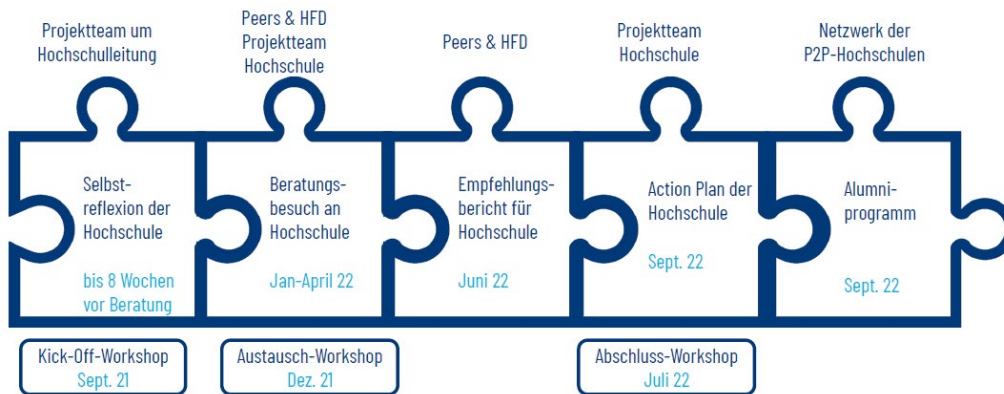 Projektteam um
Hochschulleitung
Peers & HFD
Projektteam
Hochschule
Peers & HFD
Projektteam
Hochschule
Netzwerk der
P2P-Hochschulen
Selbst-
reflexion der
Hochschule
bis 8 Wochen
vor Beratung
Beratungs-
besuch an
Hochschule
Jan-April 22
Empfehlungs-
bericht für
Hochschule
Juni 22
Action Plan der
Hochschule
Sept. 22
Alumni-
programm
Sept. 22
Kick-Off-Workshop
Sept. 21
Austausch-Workshop
Dez. 21
Abschluss-Workshop
Juli 22